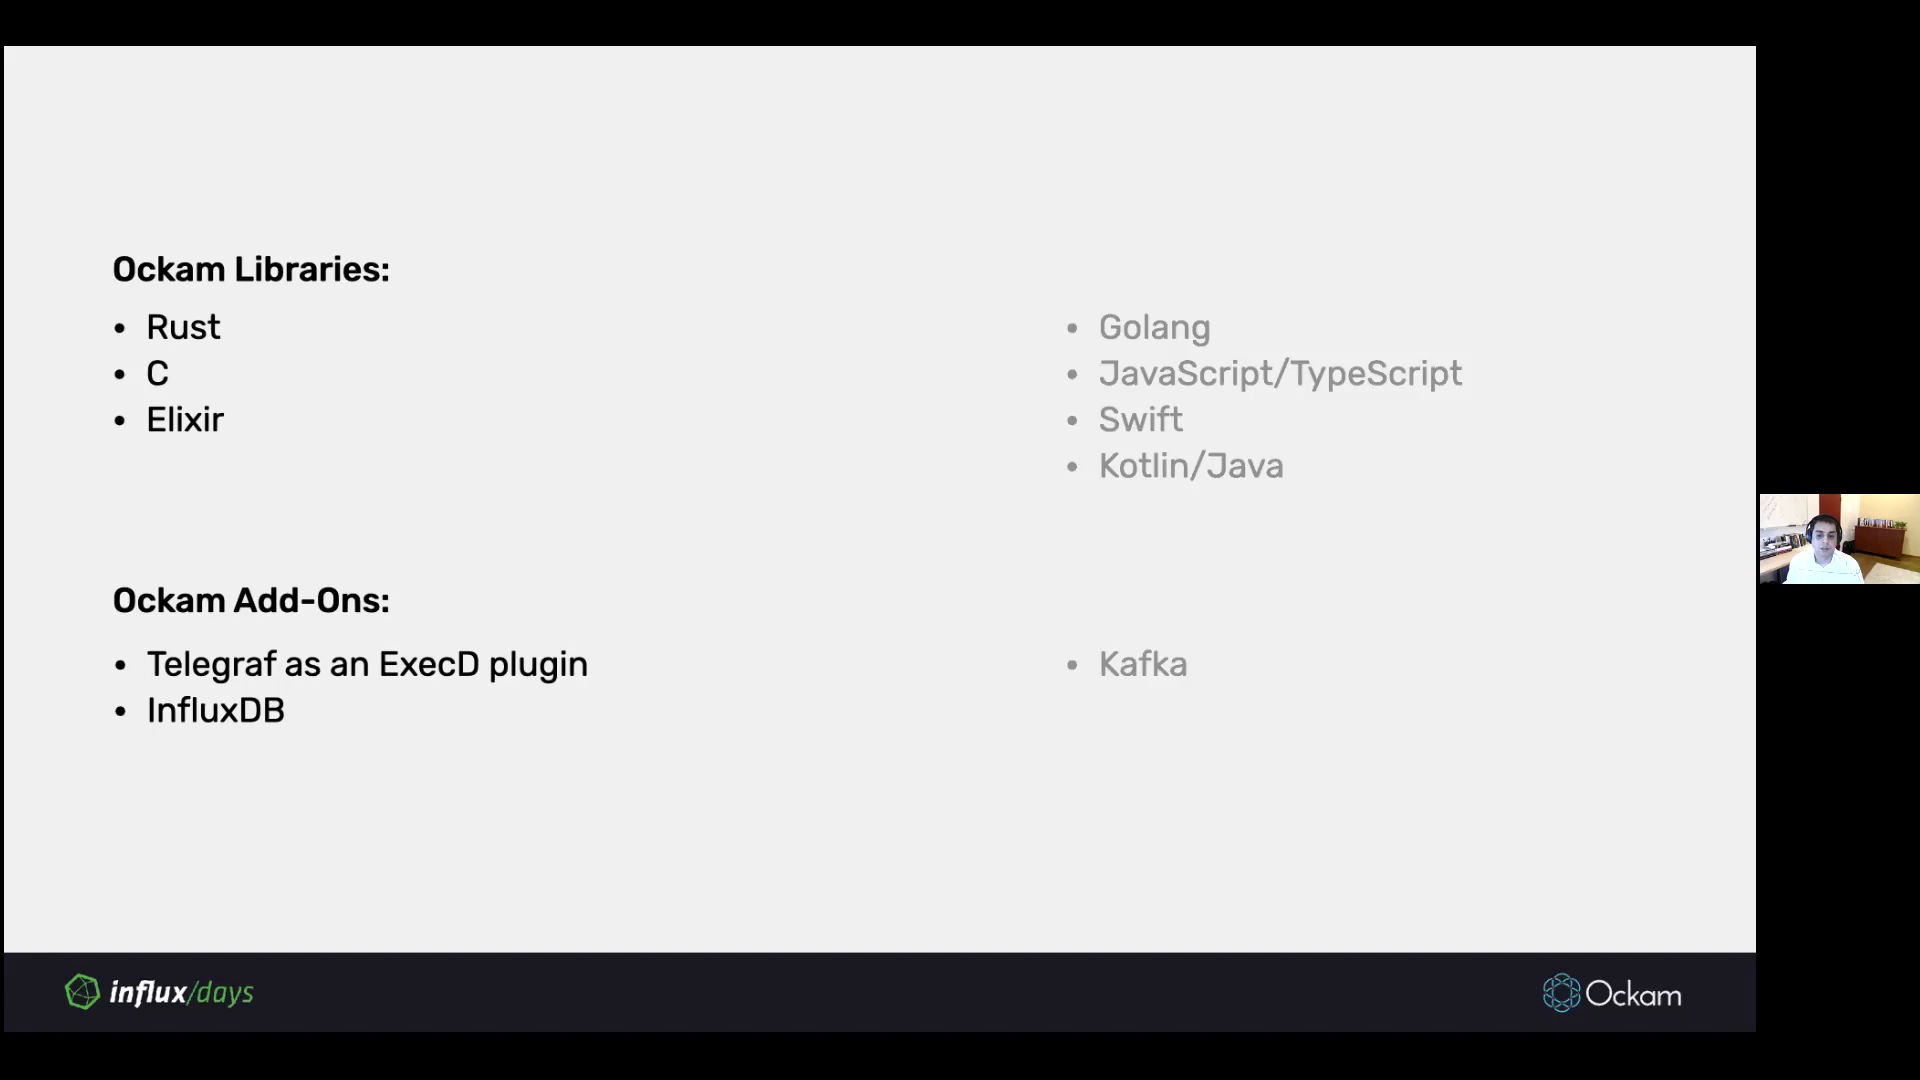 Ockam Libraries:
• Rust
• C
• Elixir
• Golang
• JavaScript/TypeScript
• Swift
• Kotlin/Java
Ockam Add-Ons:
• Telegraf as an ExecD plugin
• InfluxDB
• Kafka
influx/days
Ockam